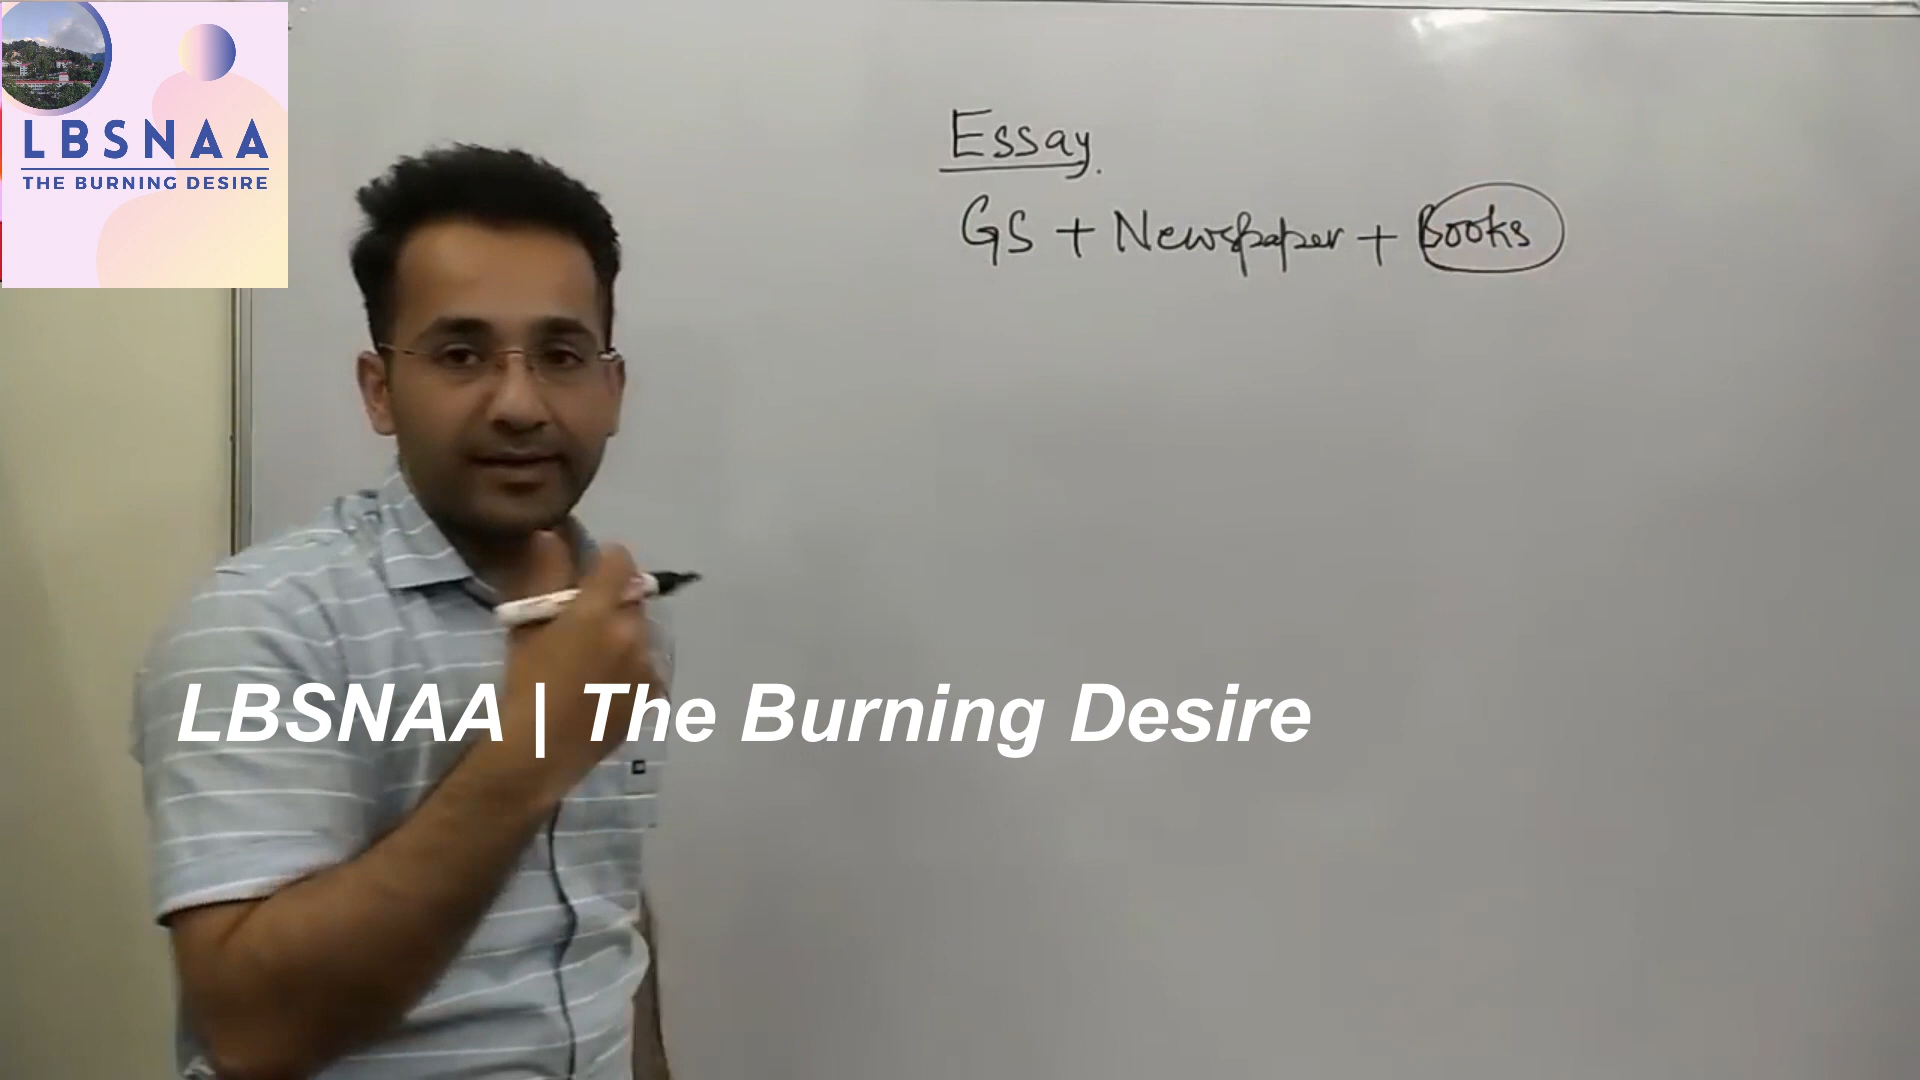 LBSNAA
THE BURNING DESIRE
Essay.
GS + Newspaper + Books
LBSNAA | The Burning Desire